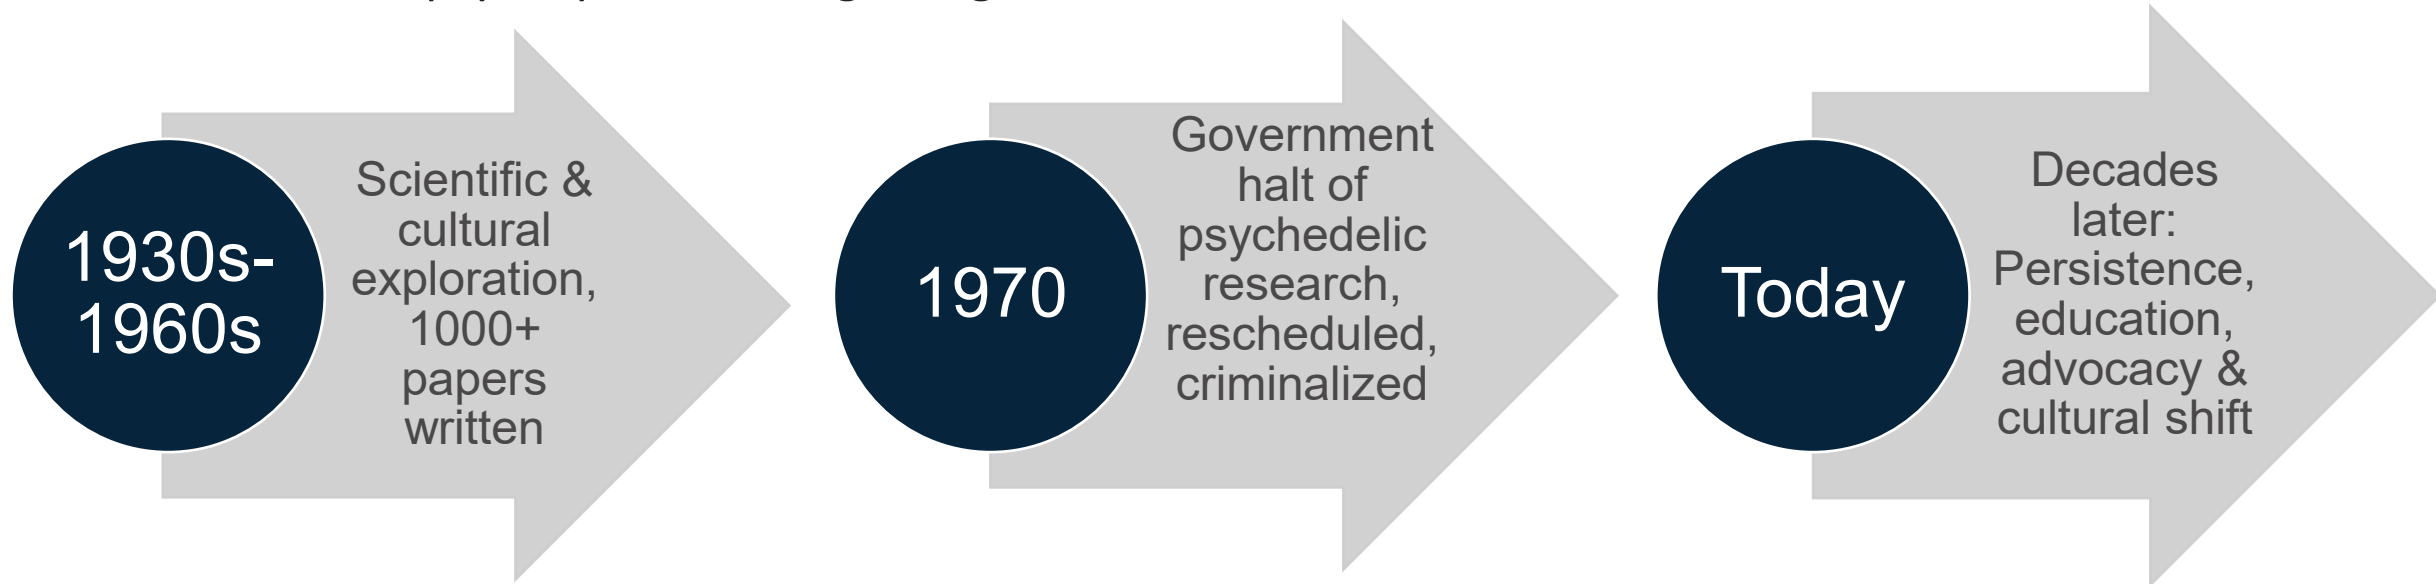 1930s-
1960s
Scientific &
cultural
exploration,
1000+
papers
written
1970
Government
halt of
psychedelic
research,
rescheduled,
criminalized
Today
Decades
later:
Persistence,
education,
advocacy &
cultural shift